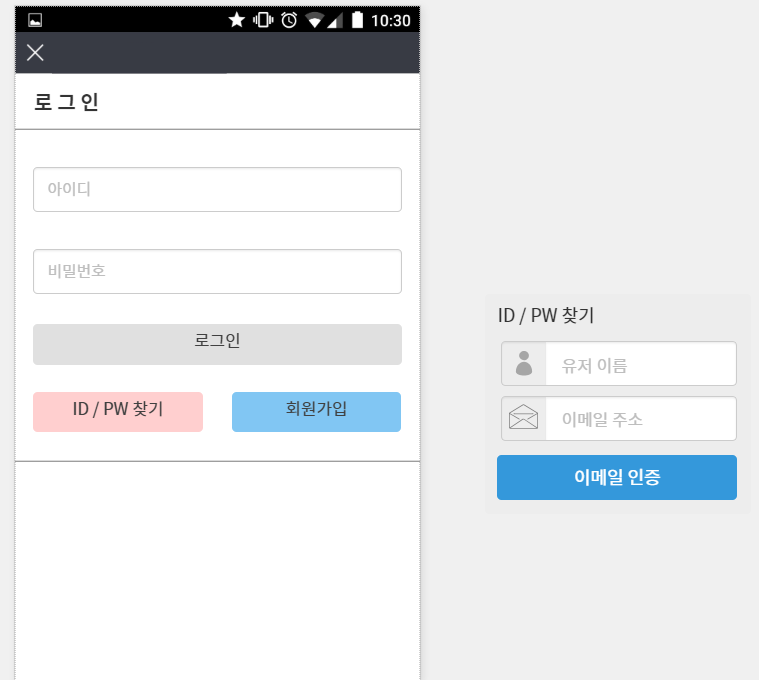 10:30
로 그 인
아이디
비밀번호
로그인
ID / PW 찾기
회원가입
ID / PW 찾기
유저 이름
이메일 주소
이메일 인증